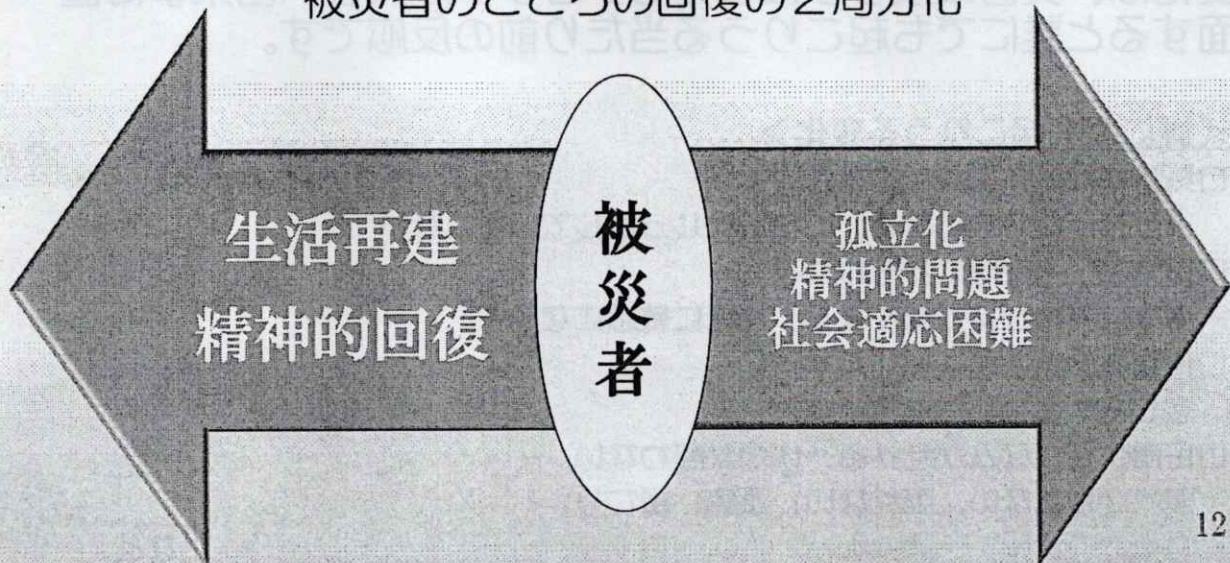 被災者のこころの回復の2局分化
生活再建
精神的回復
被災者
孤立化
精神的問題
社会適応困難
12